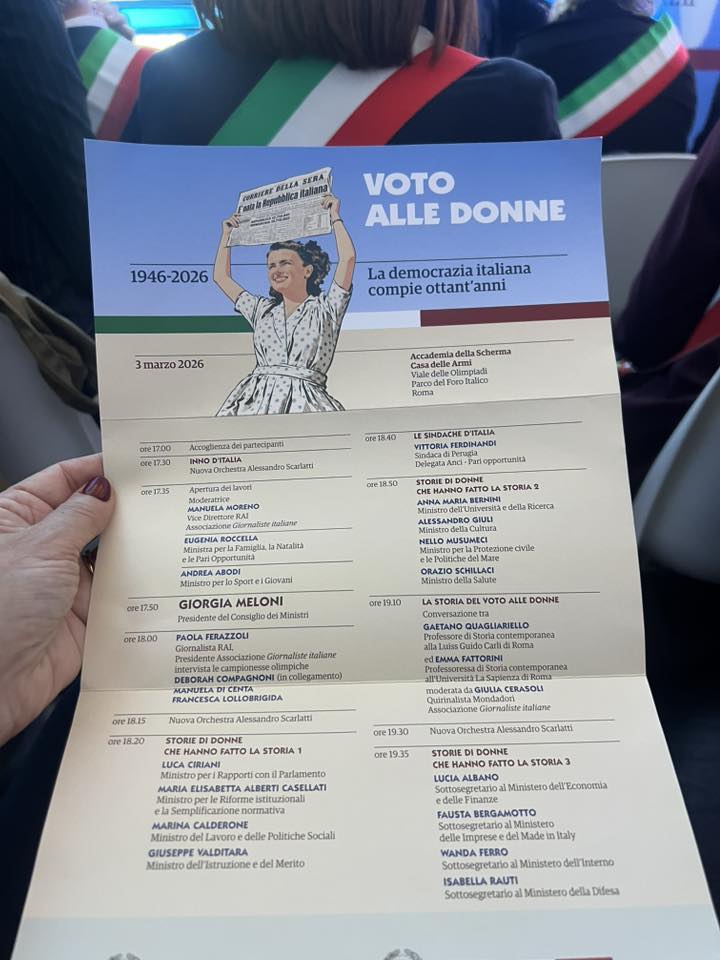 CORRIERE DELLA SERA
È nata la Repubblica italiana
VOTO
ALLE DONNE
1946-2026
La democrazia italiana
compie ottant'anni
3 marzo 2026
Accademia della Scherma
Casa delle Armi
Viale delle Olimpiadi
Parco del Foro Italico
Roma
ore 17.00 Accoglienza dei partecipanti
ore 17.30 INNO D'ITALIA
Nuova Orchestra Alessandro Scarlatti
ore 17.35 Apertura dei lavori
Moderatrice
MANUELA MORENO
Vice Direttore RAI
Associazione Giornaliste italiane
EUGENIA ROCCELLA
Ministra per la Famiglia, la Natalità
e le Pari Opportunità
ANDREA ABODI
Ministro per lo Sport e i Giovani
ore 17.50 GIORGIA MELONI
Presidente del Consiglio dei Ministri
ore 18.00 PAOLA FERAZZOLI
Giornalista RAI,
Presidente Associazione Giornaliste italiane
intervista le campionesse olimpiche
DEBORAH COMPAGNONI (in collegamento)
MANUELA DI CENTA
FRANCESCA LOLLOBRIGIDA
ore 18.15 Nuova Orchestra Alessandro Scarlatti
ore 18.20 STORIE DI DONNE
CHE HANNO FATTO LA STORIA 1
LUCA CIRIANI
Ministro per i Rapporti con il Parlamento
MARIA ELISABETTA ALBERTI CASELLATI
Ministro per le Riforme istituzionali
e la Semplificazione normativa
MARINA CALDERONE
Ministro del Lavoro e delle Politiche Sociali
GIUSEPPE VALDITARA
Ministro dell'Istruzione e del Merito
ore 18.40 LE SINDACHE D'ITALIA
VITTORIA FERDINANDI
Sindaca di Perugia
Delegata Anci - Pari opportunità
ore 18.50 STORIE DI DONNE
CHE HANNO FATTO LA STORIA 2
ANNA MARIA BERNINI
Ministro dell'Università e della Ricerca
ALESSANDRO GIULI
Ministro della Cultura
NELLO MUSUMECI
Ministro per la Protezione civile
e le Politiche del Mare
ORAZIO SCHILLACI
Ministro della Salute
ore 19.10 LA STORIA DEL VOTO ALLE DONNE
Conversazione tra
GAETANO QUAGLIARIELLO
Professore di Storia contemporanea
alla Luiss Guido Carli di Roma
ed EMMA FATTORINI
Professoressa di Storia contemporanea
all'Università La Sapienza di Roma
moderata da GIULIA CERASOLI
Quirinalista Mondadori
Associazione Giornaliste italiane
ore 19.30 Nuova Orchestra Alessandro Scarlatti
ore 19.35 STORIE DI DONNE
CHE HANNO FATTO LA STORIA 3
LUCIA ALBANO
Sottosegretario al Ministero dell'Economia
e delle Finanze
FAUSTA BERGAMOTTO
Sottosegretario al Ministero
delle Imprese e del Made in Italy
WANDA FERRO
Sottosegretario al Ministero dell'Interno
ISABELLA RAUTI
Sottosegretario al Ministero della Difesa